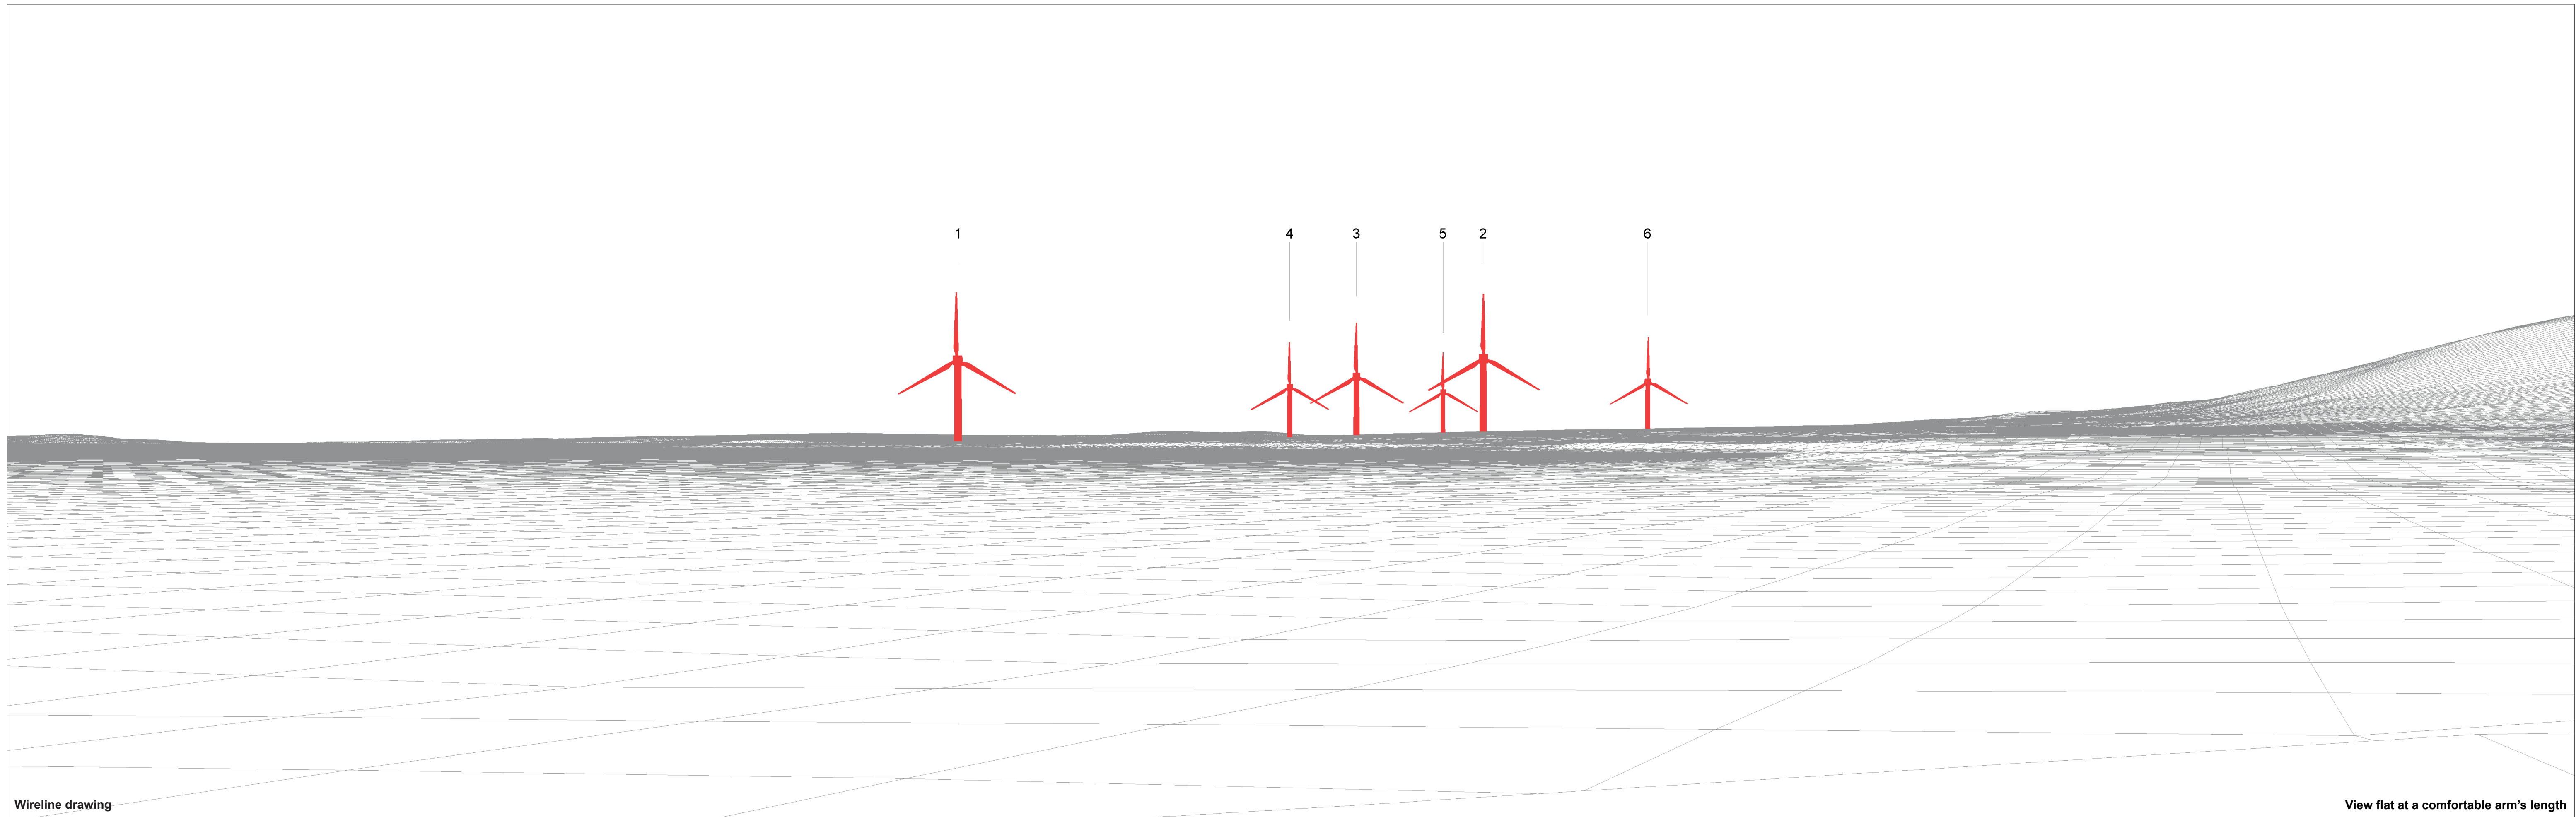 1 4 3 5 2 6
Wireline drawing
View flat at a comfortable arm's length